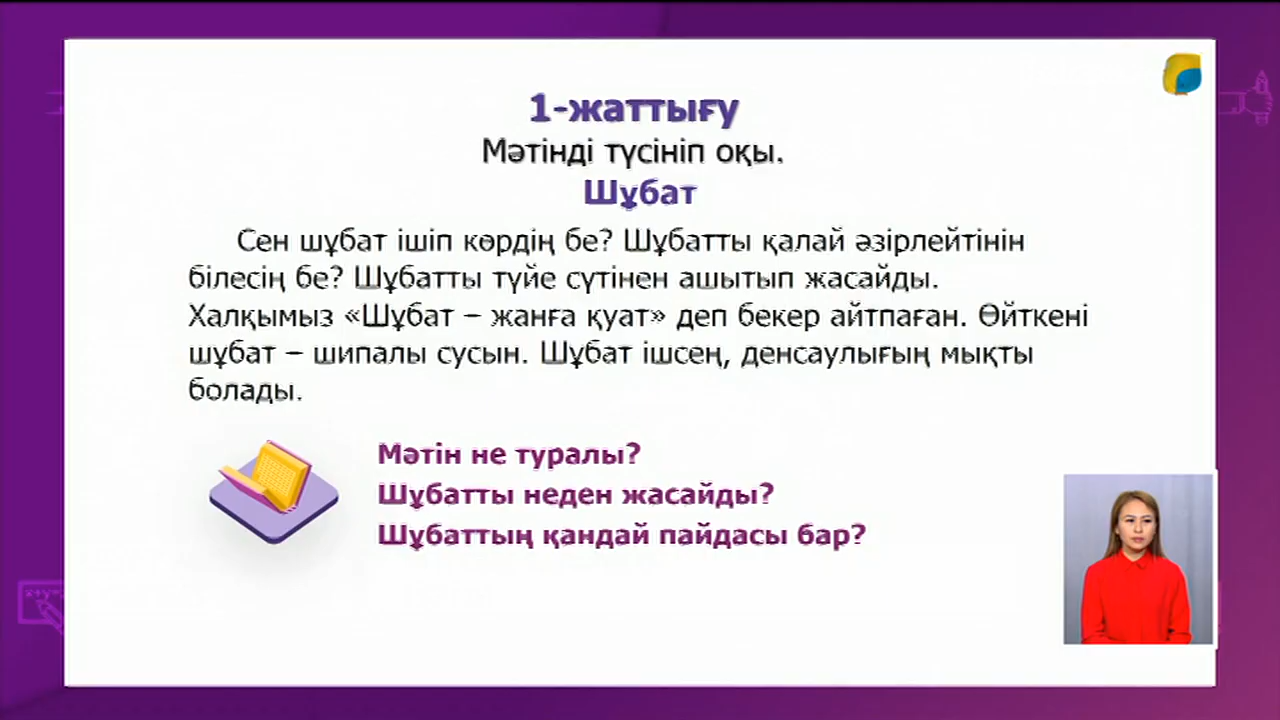 1-жаттығу
Мәтінді түсініп оқы.
Шұбат
Сен шұбат ішіп көрдің бе? Шұбатты қалай әзірлейтінін
білесің бе? Шұбатты түйе сүтінен ашытып жасайды.
Халқымыз «Шұбат – жанға қуат» деп бекер айтпаған. Өйткені
шұбат – шипалы сусын. Шұбат ішсең, денсаулығың мықты
болады.
Мәтін не туралы?
Шұбатты неден жасайды?
Шұбаттың қандай пайдасы бар?